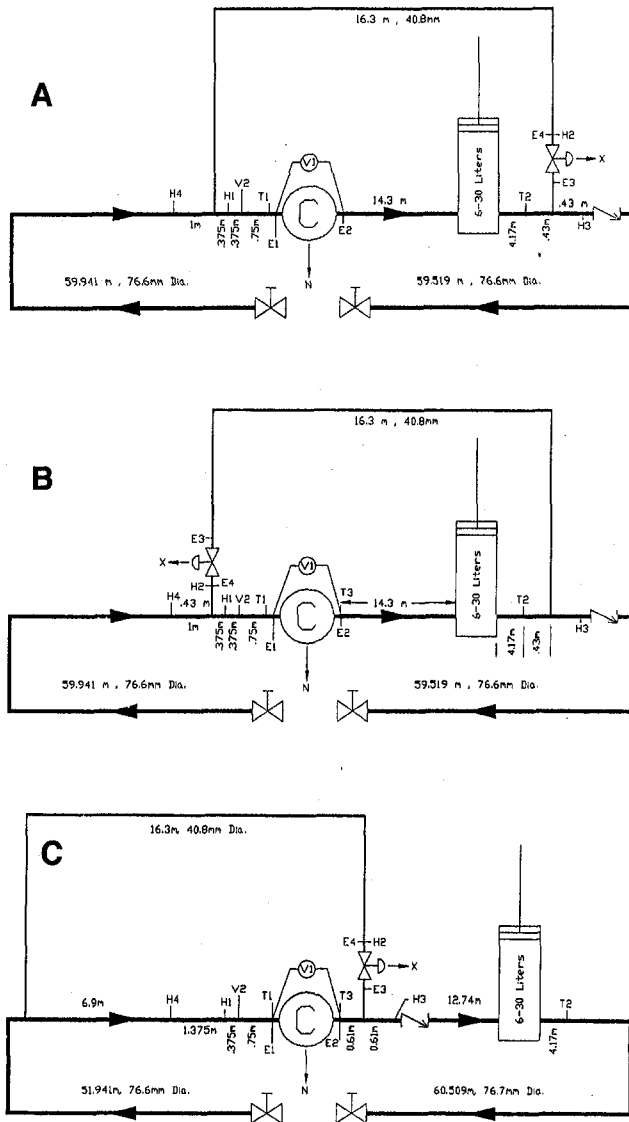 16.3 m , 40.8mm
A
E4 H2
X
E3
6-30 Liters
V1
H4 H1 V2 T1
C
14.3 m
T2
.43 m
H3
1m .375m .375m .75m
E1 E2
4.17m .43m
N
59.941 m , 76.6mm Dia.
59.519 m , 76.6mm Dia.
16.3 m , 40.8mm
B
E3
X
H2 E4
6-30 Liters
V1
H4 .43 m H1 V2 T1
C
T3
14.3 m
T2
H3
1m .375m .375m .75m
E1 E2
4.17m .43m
N
59.941 m , 76.6mm Dia.
59.519 m , 76.6mm Dia.
16.3m, 40.8mm Dia.
C
E4 H2
X
E3
6-30 Liters
V1
6.9m
H4 H1 V2 T1
C
T3
H3
12.74m
T2
1.375m .375m .75m
E1 E2
0.61m 0.61m
4.17m
N
51.941m, 76.6mm Dia.
60.509m, 76.7mm Dia.